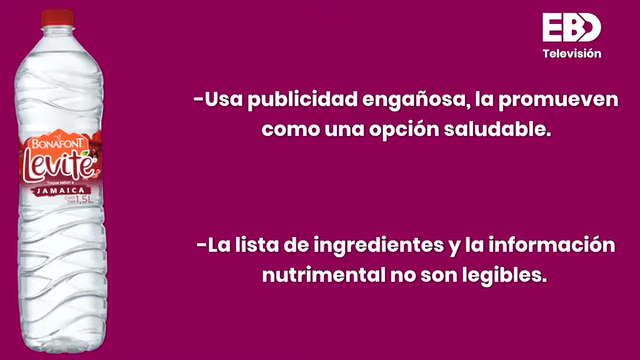 EBD
Televisión
-Usa publicidad engañosa, la promueven
como una opción saludable.
BONAFONT
Levité
JAMAICA
1.5L
-La lista de ingredientes y la información
nutrimental no son legibles.